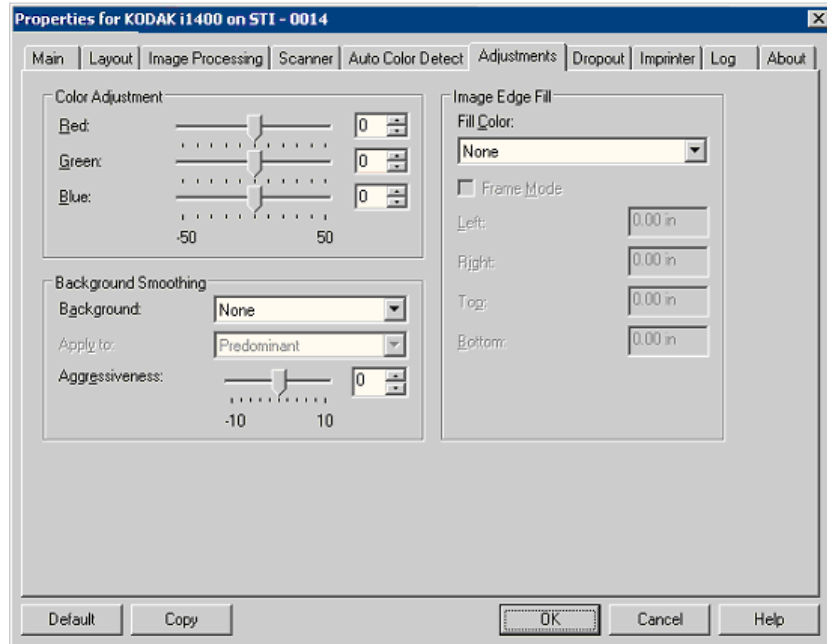 Properties for KODAK i1400 on STI - 0014
Main Layout Image Processing Scanner Auto Color Detect Adjustments Dropout Imprinter Log About
Color Adjustment
Red: 0
Green: 0
Blue: 0
-50 50
Background Smoothing
Background: None
Apply to: Predominant
Aggressiveness: 0
-10 10
Image Edge Fill
Fill Color:
None
Frame Mode
Left: 0.00 in
Right: 0.00 in
Top: 0.00 in
Bottom: 0.00 in
Default Copy OK Cancel Help